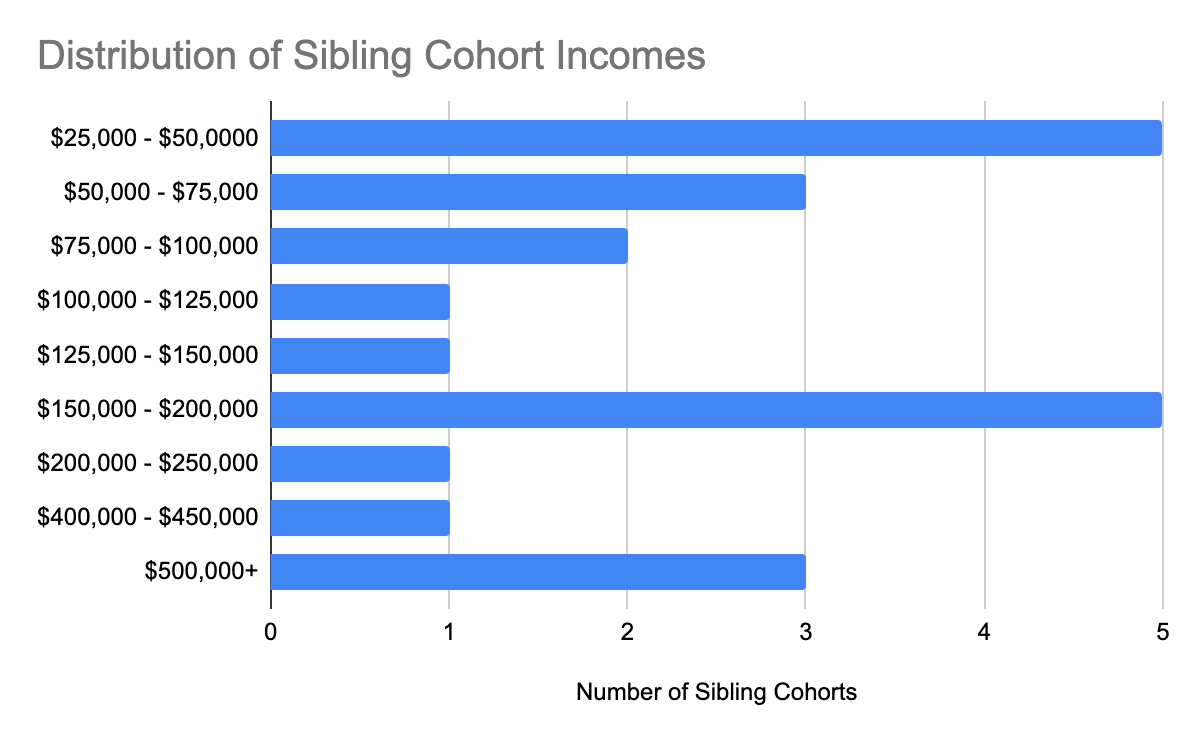 Distribution of Sibling Cohort Incomes
$25,000 - $50,0000
$50,000 - $75,000
$75,000 - $100,000
$100,000 - $125,000
$125,000 - $150,000
$150,000 - $200,000
$200,000 - $250,000
$400,000 - $450,000
$500,000+
0 1 2 3 4 5
Number of Sibling Cohorts